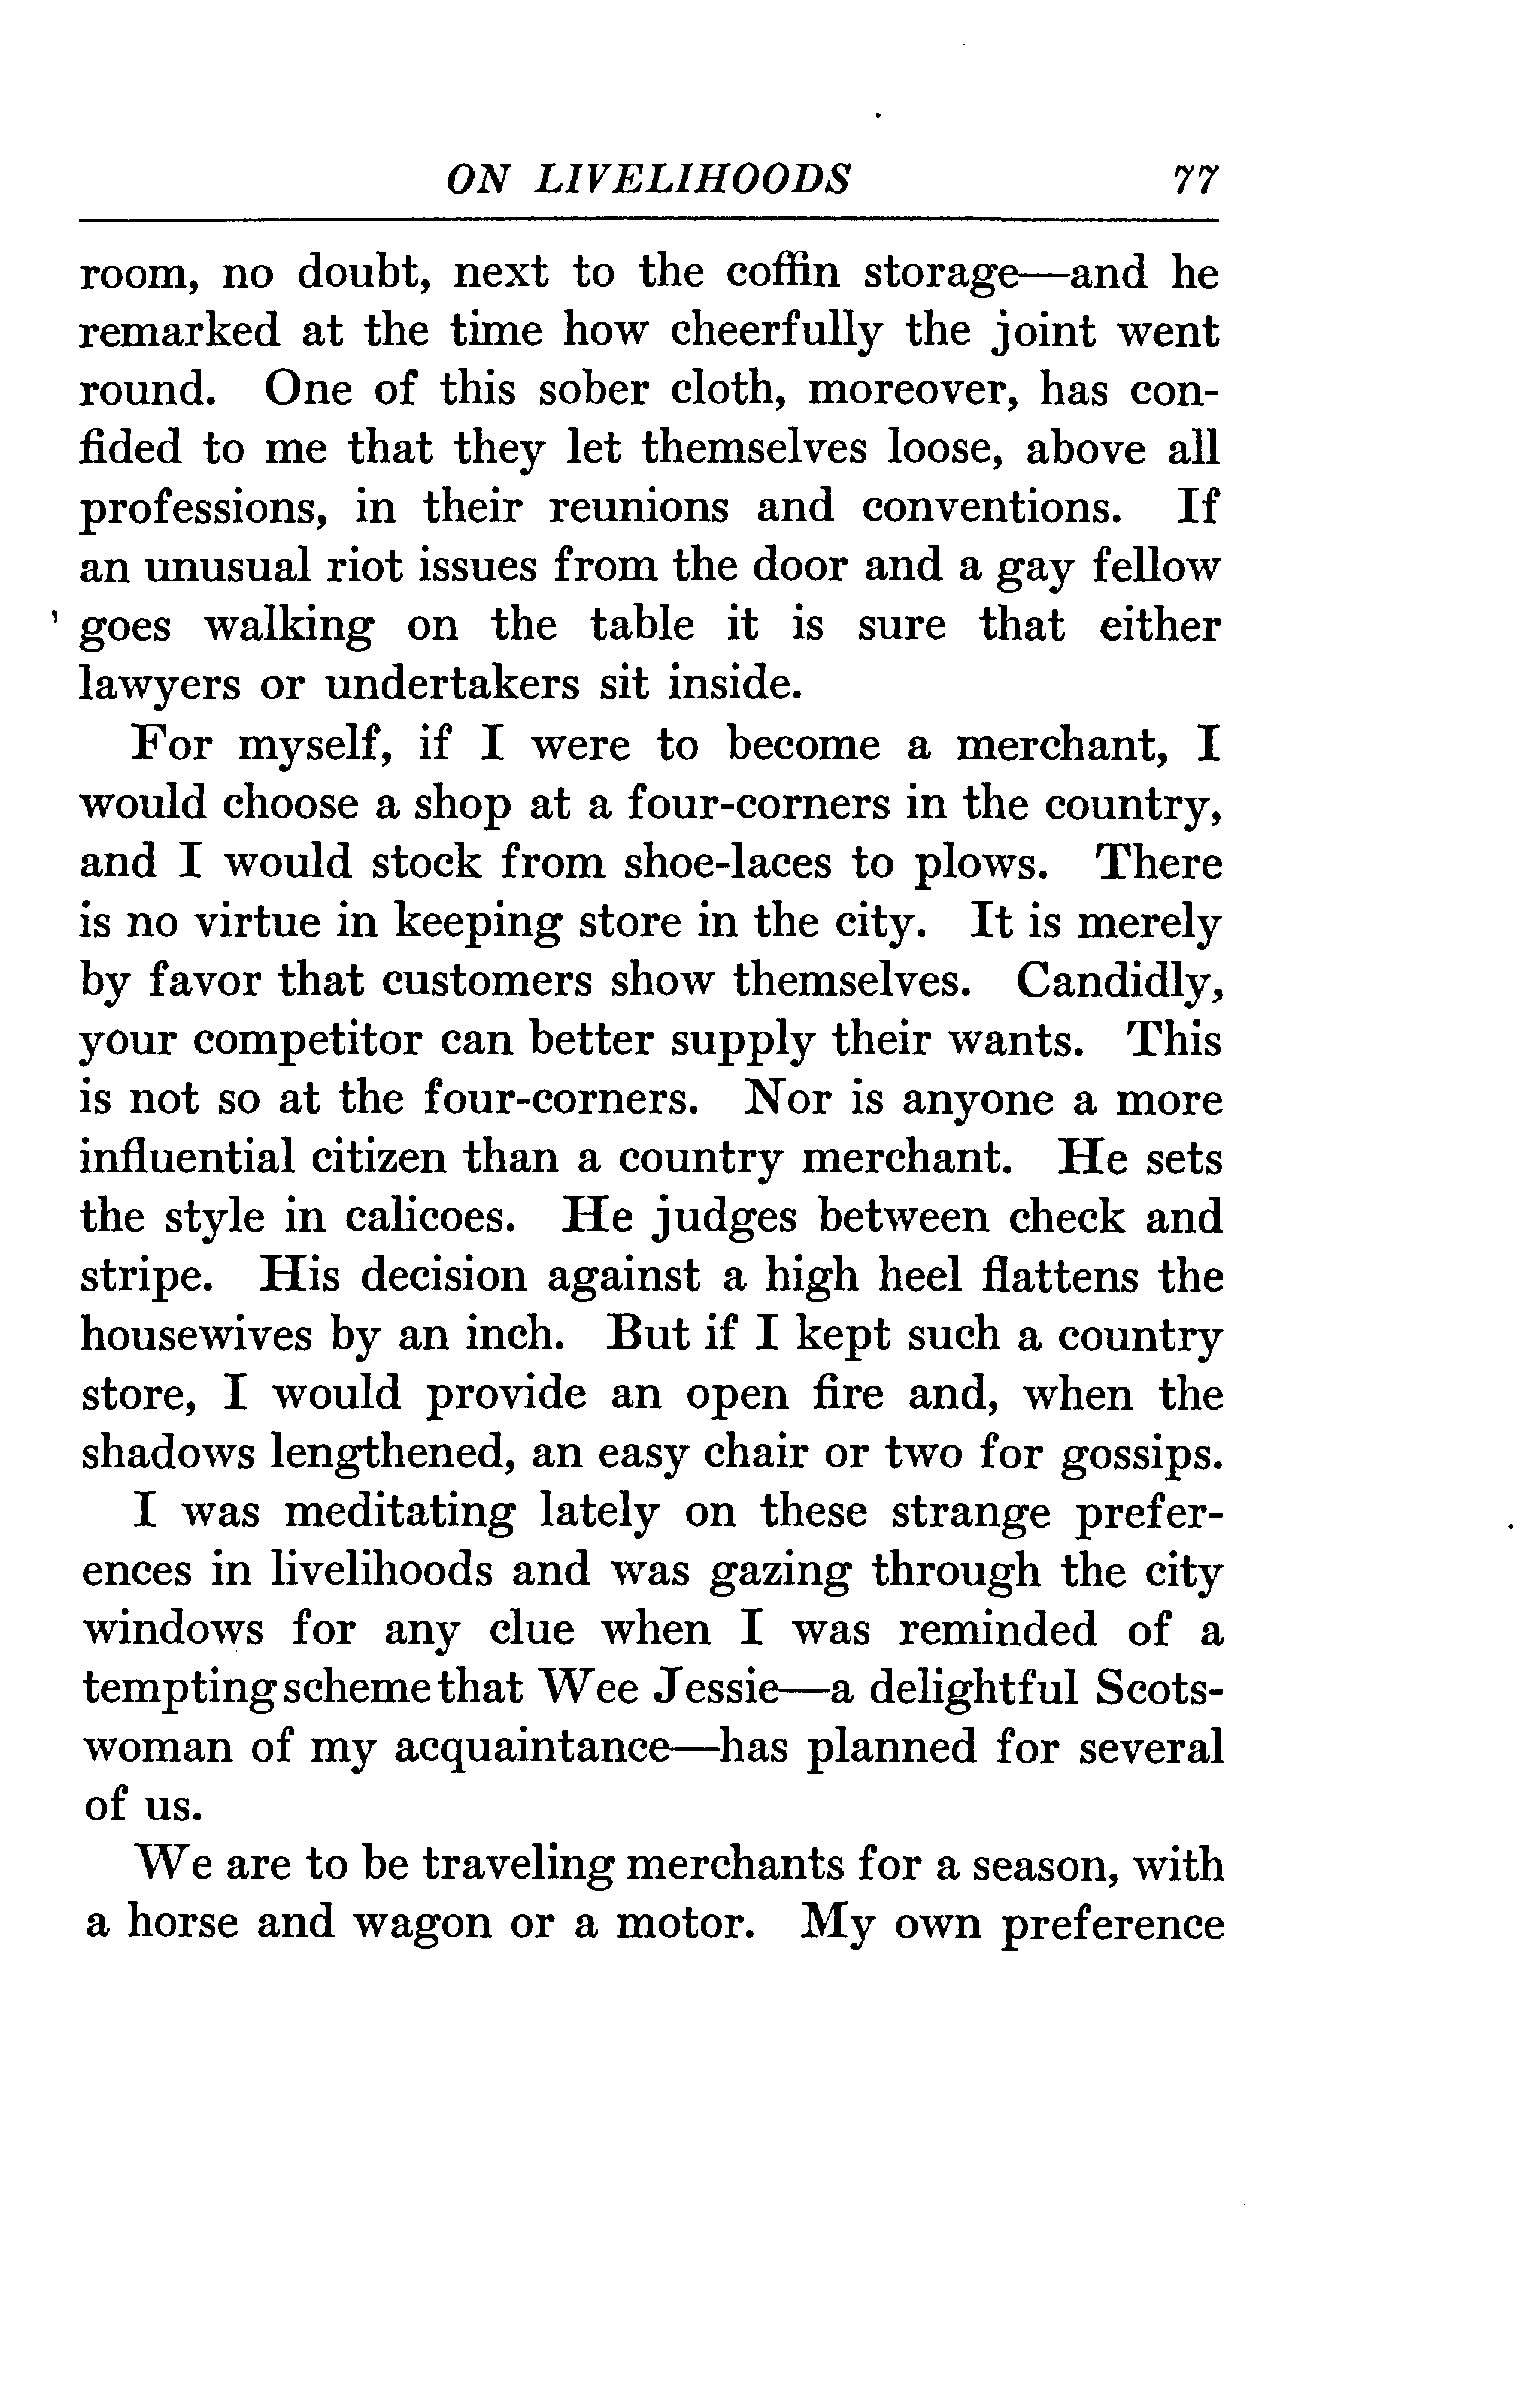 ON LIVELIHOODS 77
room, no doubt, next to the coffin storage—and he
remarked at the time how cheerfully the joint went
round. One of this sober cloth, moreover, has con-
fided to me that they let themselves loose, above all
professions, in their reunions and conventions. If
an unusual riot issues from the door and a gay fellow
goes walking on the table it is sure that either
lawyers or undertakers sit inside.
For myself, if I were to become a merchant, I
would choose a shop at a four-corners in the country,
and I would stock from shoe-laces to plows. There
is no virtue in keeping store in the city. It is merely
by favor that customers show themselves. Candidly,
your competitor can better supply their wants. This
is not so at the four-corners. Nor is anyone a more
influential citizen than a country merchant. He sets
the style in calicoes. He judges between check and
stripe. His decision against a high heel flattens the
housewives by an inch. But if I kept such a country
store, I would provide an open fire and, when the
shadows lengthened, an easy chair or two for gossips.
I was meditating lately on these strange prefer-
ences in livelihoods and was gazing through the city
windows for any clue when I was reminded of a
tempting scheme that Wee Jessie—a delightful Scots-
woman of my acquaintance—has planned for several
of us.
We are to be traveling merchants for a season, with
a horse and wagon or a motor. My own preference